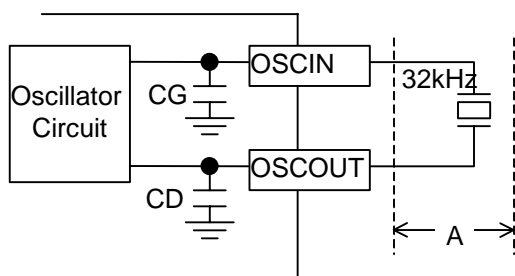 OSCIN
32kHz
Oscillator
Circuit
CG
OSCOUT
CD
A